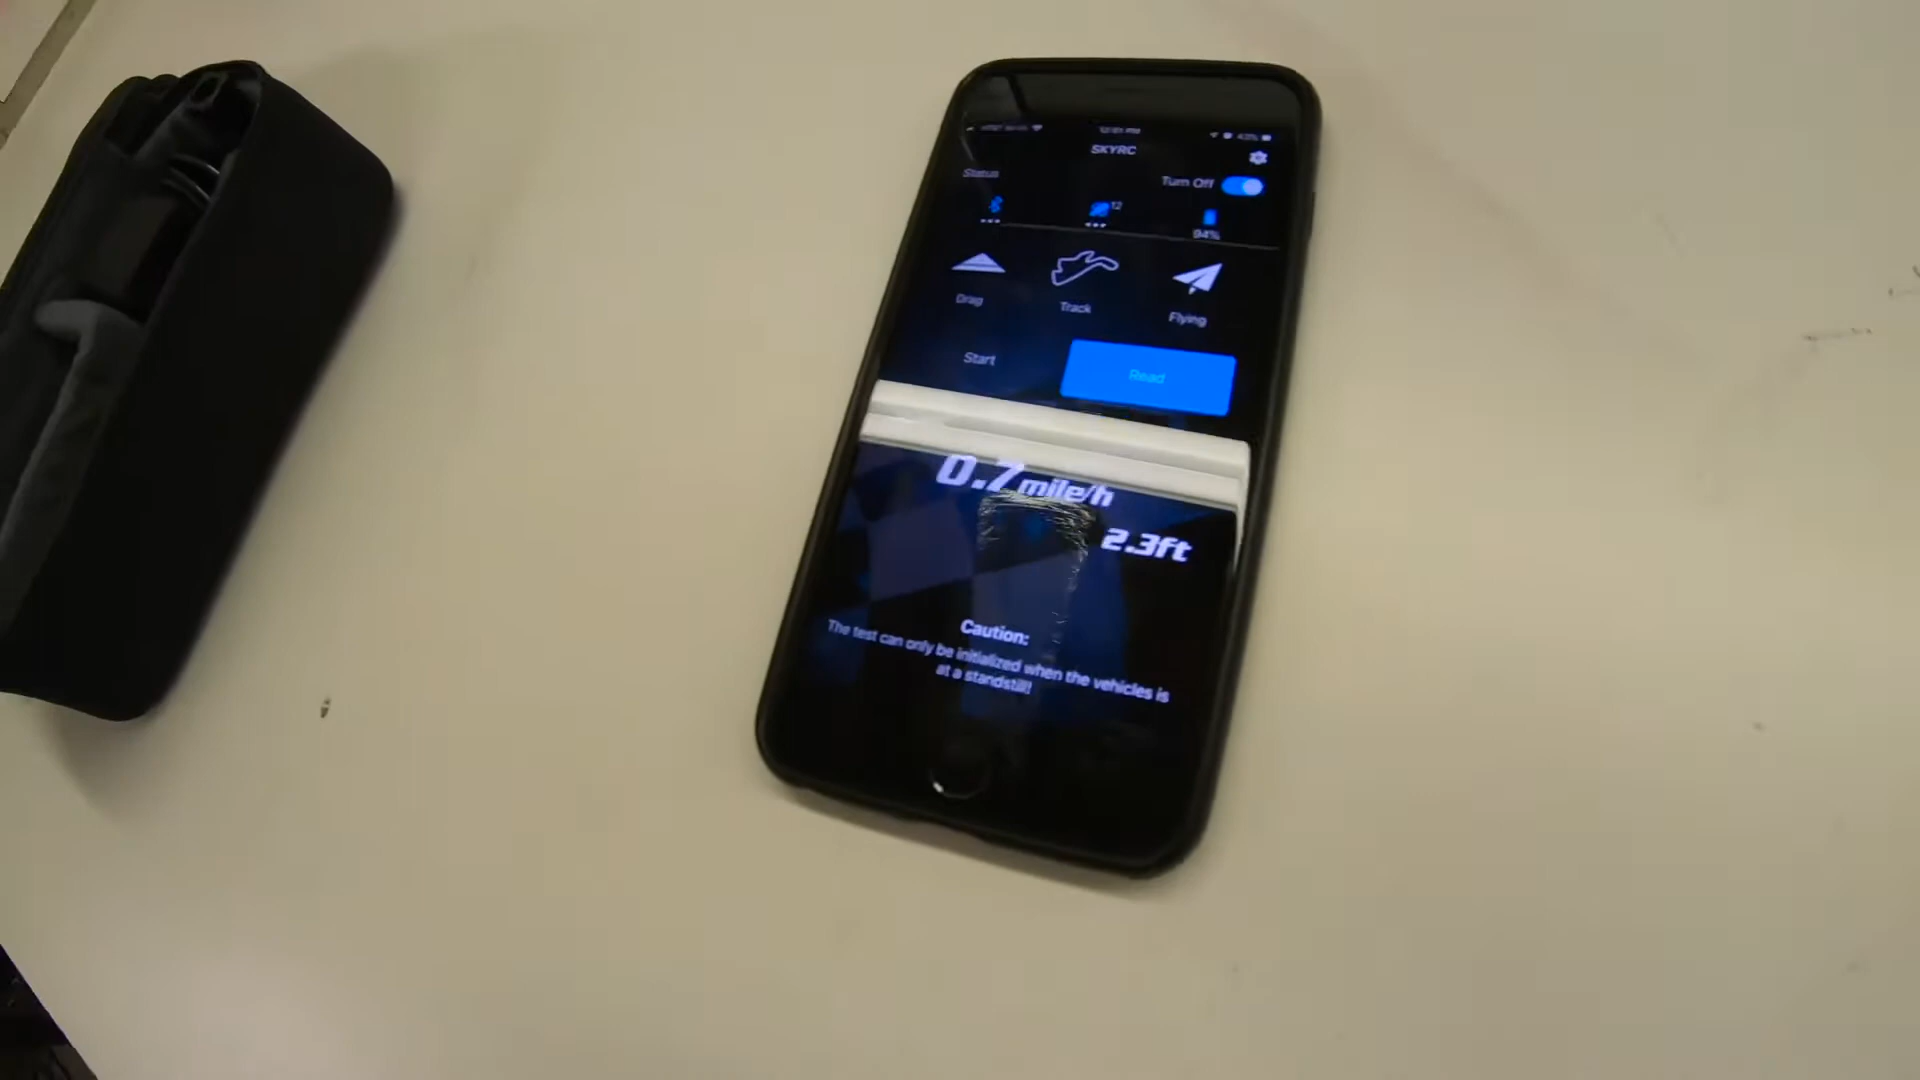 SKYRC
Status
Turn Off
12
94%
Drag
Track
Flying
Start
Read
0.7mile/h
2.3ft
Caution:
The test can only be initialized when the vehicles is
at a standstill!